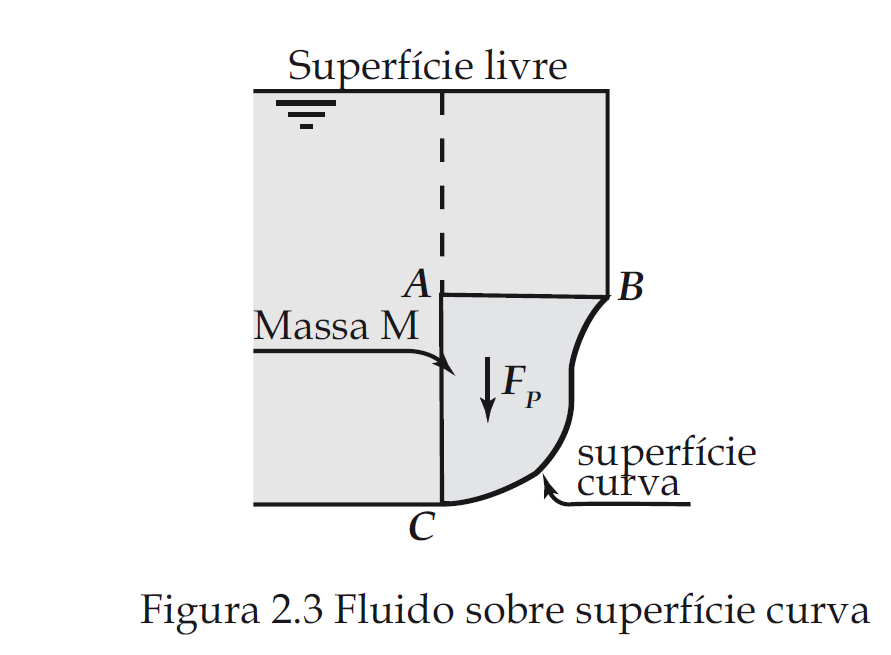 Superfície livre
A
B
Massa M
F_P
superfície
curva
C
Figura 2.3 Fluido sobre superfície curva